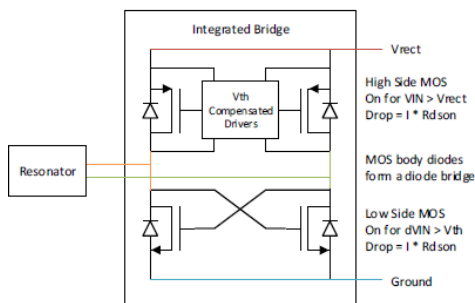 Integrated Bridge
Vrect
High Side MOS
On for VIN > Vrect
Drop = I * Rdson
Vth
Compensated
Drivers
Resonator
MOS body diodes
form a diode bridge
Low Side MOS
On for dVIN > Vth
Drop = I * Rdson
Ground